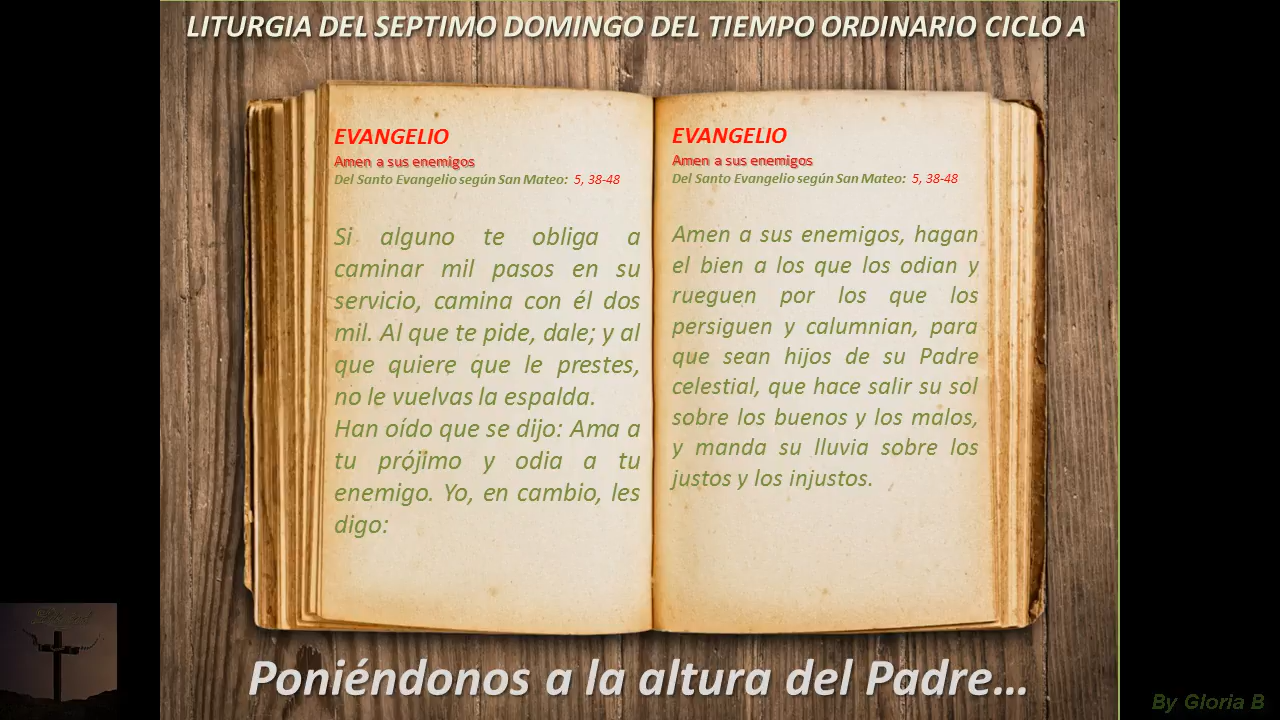 LITURGIA DEL SEPTIMO DOMINGO DEL TIEMPO ORDINARIO CICLO A
EVANGELIO
Amen a sus enemigos
Del Santo Evangelio según San Mateo: 5, 38-48
Si alguno te obliga a
caminar mil pasos en su
servicio, camina con él dos
mil. Al que te pide, dale; y al
que quiere que le prestes,
no le vuelvas la espalda.
Han oído que se dijo: Ama a
tu prójimo y odia a tu
enemigo. Yo, en cambio, les
digo:
EVANGELIO
Amen a sus enemigos
Del Santo Evangelio según San Mateo: 5, 38-48
Amen a sus enemigos, hagan
el bien a los que los odian y
rueguen por los que los
persiguen y calumnian, para
que sean hijos de su Padre
celestial, que hace salir su sol
sobre los buenos y los malos,
y manda su lluvia sobre los
justos y los injustos.
Poniéndonos a la altura del Padre...
By Gloria B